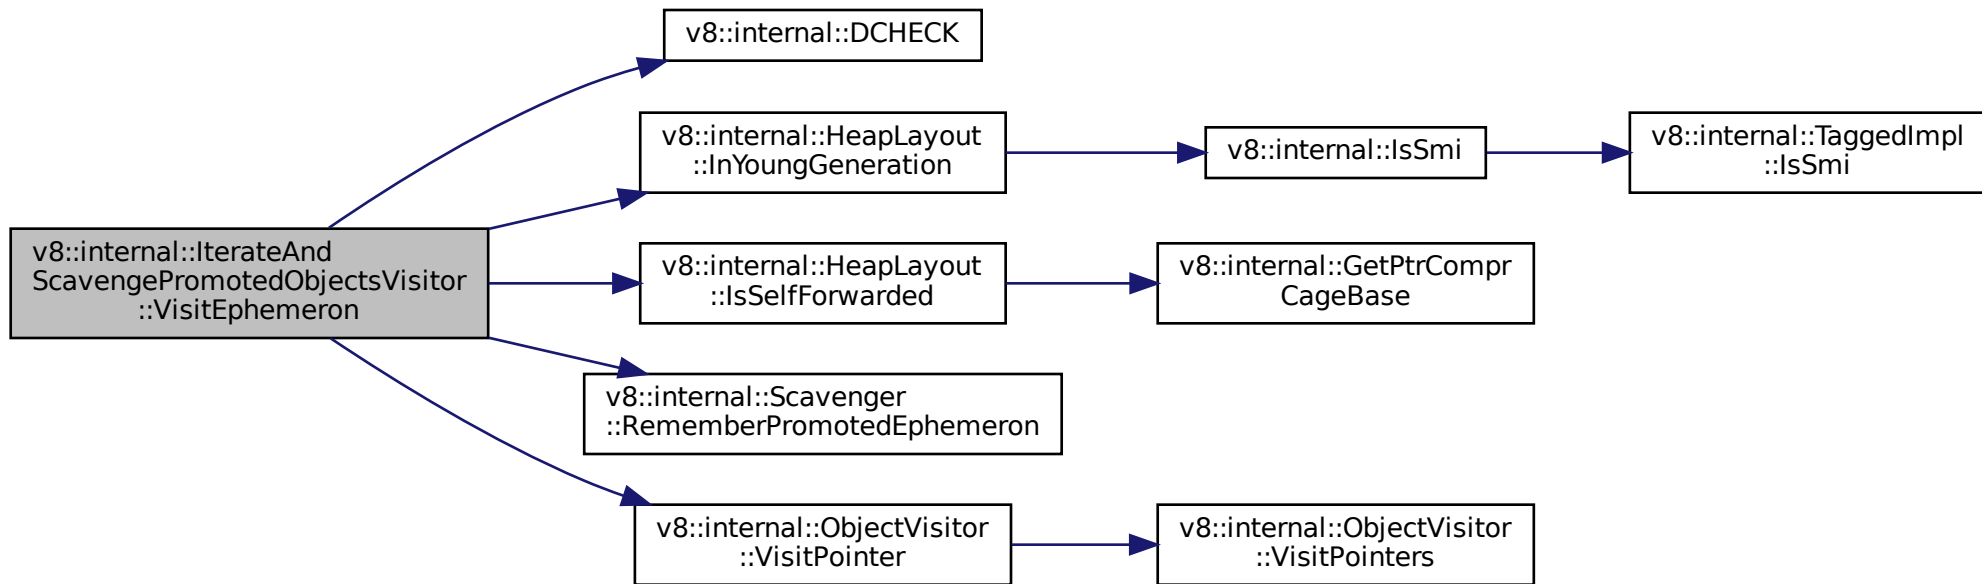 v8::internal::DCHECK
v8::internal::HeapLayout
::InYoungGeneration
v8::internal::IsSmi
v8::internal::TaggedImpl
::IsSmi
v8::internal::IterateAnd
ScavengePromotedObjectsVisitor
::VisitEphemeron
v8::internal::HeapLayout
::IsSelfForwarded
v8::internal::GetPtrCompr
CageBase
v8::internal::Scavenger
::RememberPromotedEphemeron
v8::internal::ObjectVisitor
::VisitPointer
v8::internal::ObjectVisitor
::VisitPointers